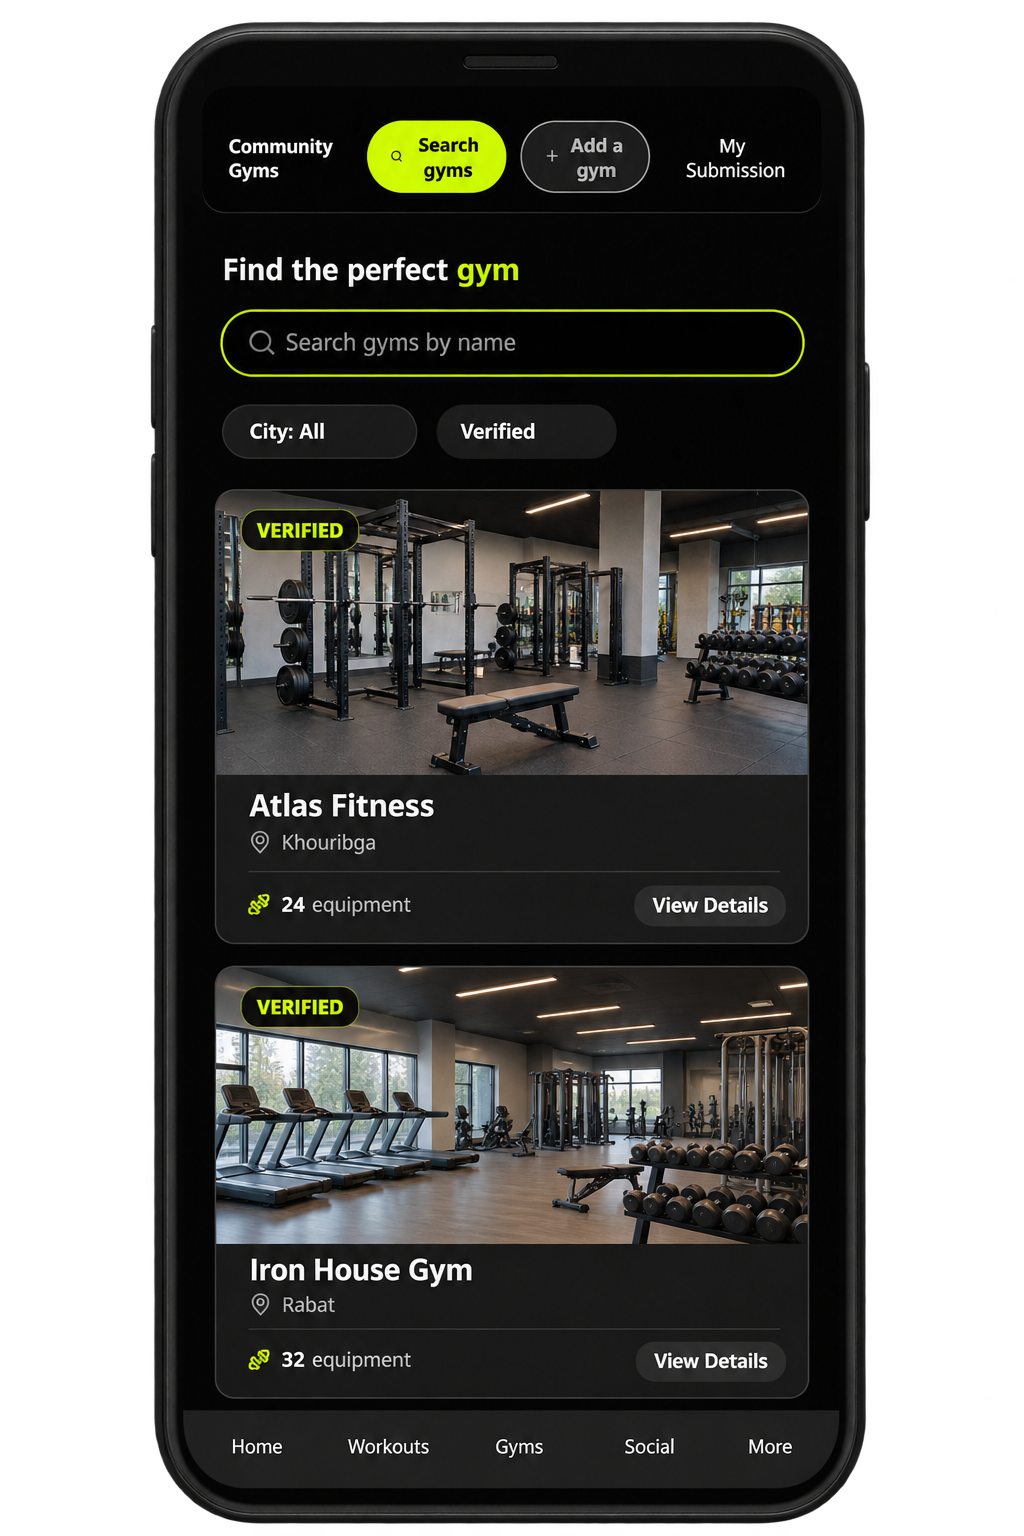 Community
Gyms
Search
gyms
Add a
gym
My
Submission
Find the perfect gym
Search gyms by name
City: All
Verified
VERIFIED
Atlas Fitness
Khouribga
24 equipment
View Details
VERIFIED
Iron House Gym
Rabat
32 equipment
View Details
Home
Workouts
Gyms
Social
More